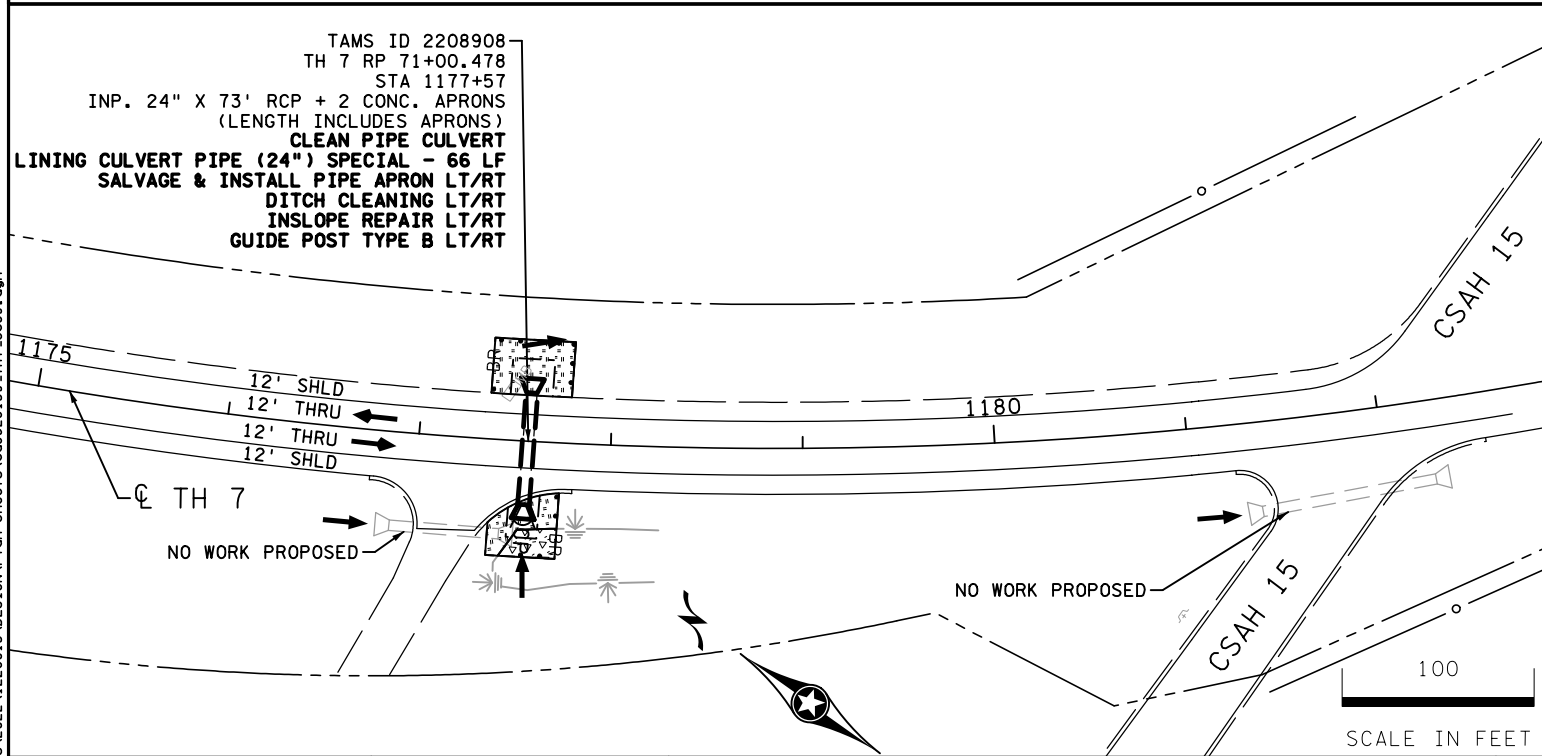 TAMS ID 2208908
TH 7 RP 71+00.478
STA 1177+57
INP. 24" X 73' RCP + 2 CONC. APRONS
(LENGTH INCLUDES APRONS)
CLEAN PIPE CULVERT
LINING CULVERT PIPE (24") SPECIAL - 66 LF
SALVAGE & INSTALL PIPE APRON LT/RT
DITCH CLEANING LT/RT
INSLOPE REPAIR LT/RT
GUIDE POST TYPE B LT/RT
CSAH 15
1175
12' SHLD
12' THRU
12' THRU
12' SHLD
1180
℄ TH 7
NO WORK PROPOSED
NO WORK PROPOSED
CSAH 15
100
SCALE IN FEET